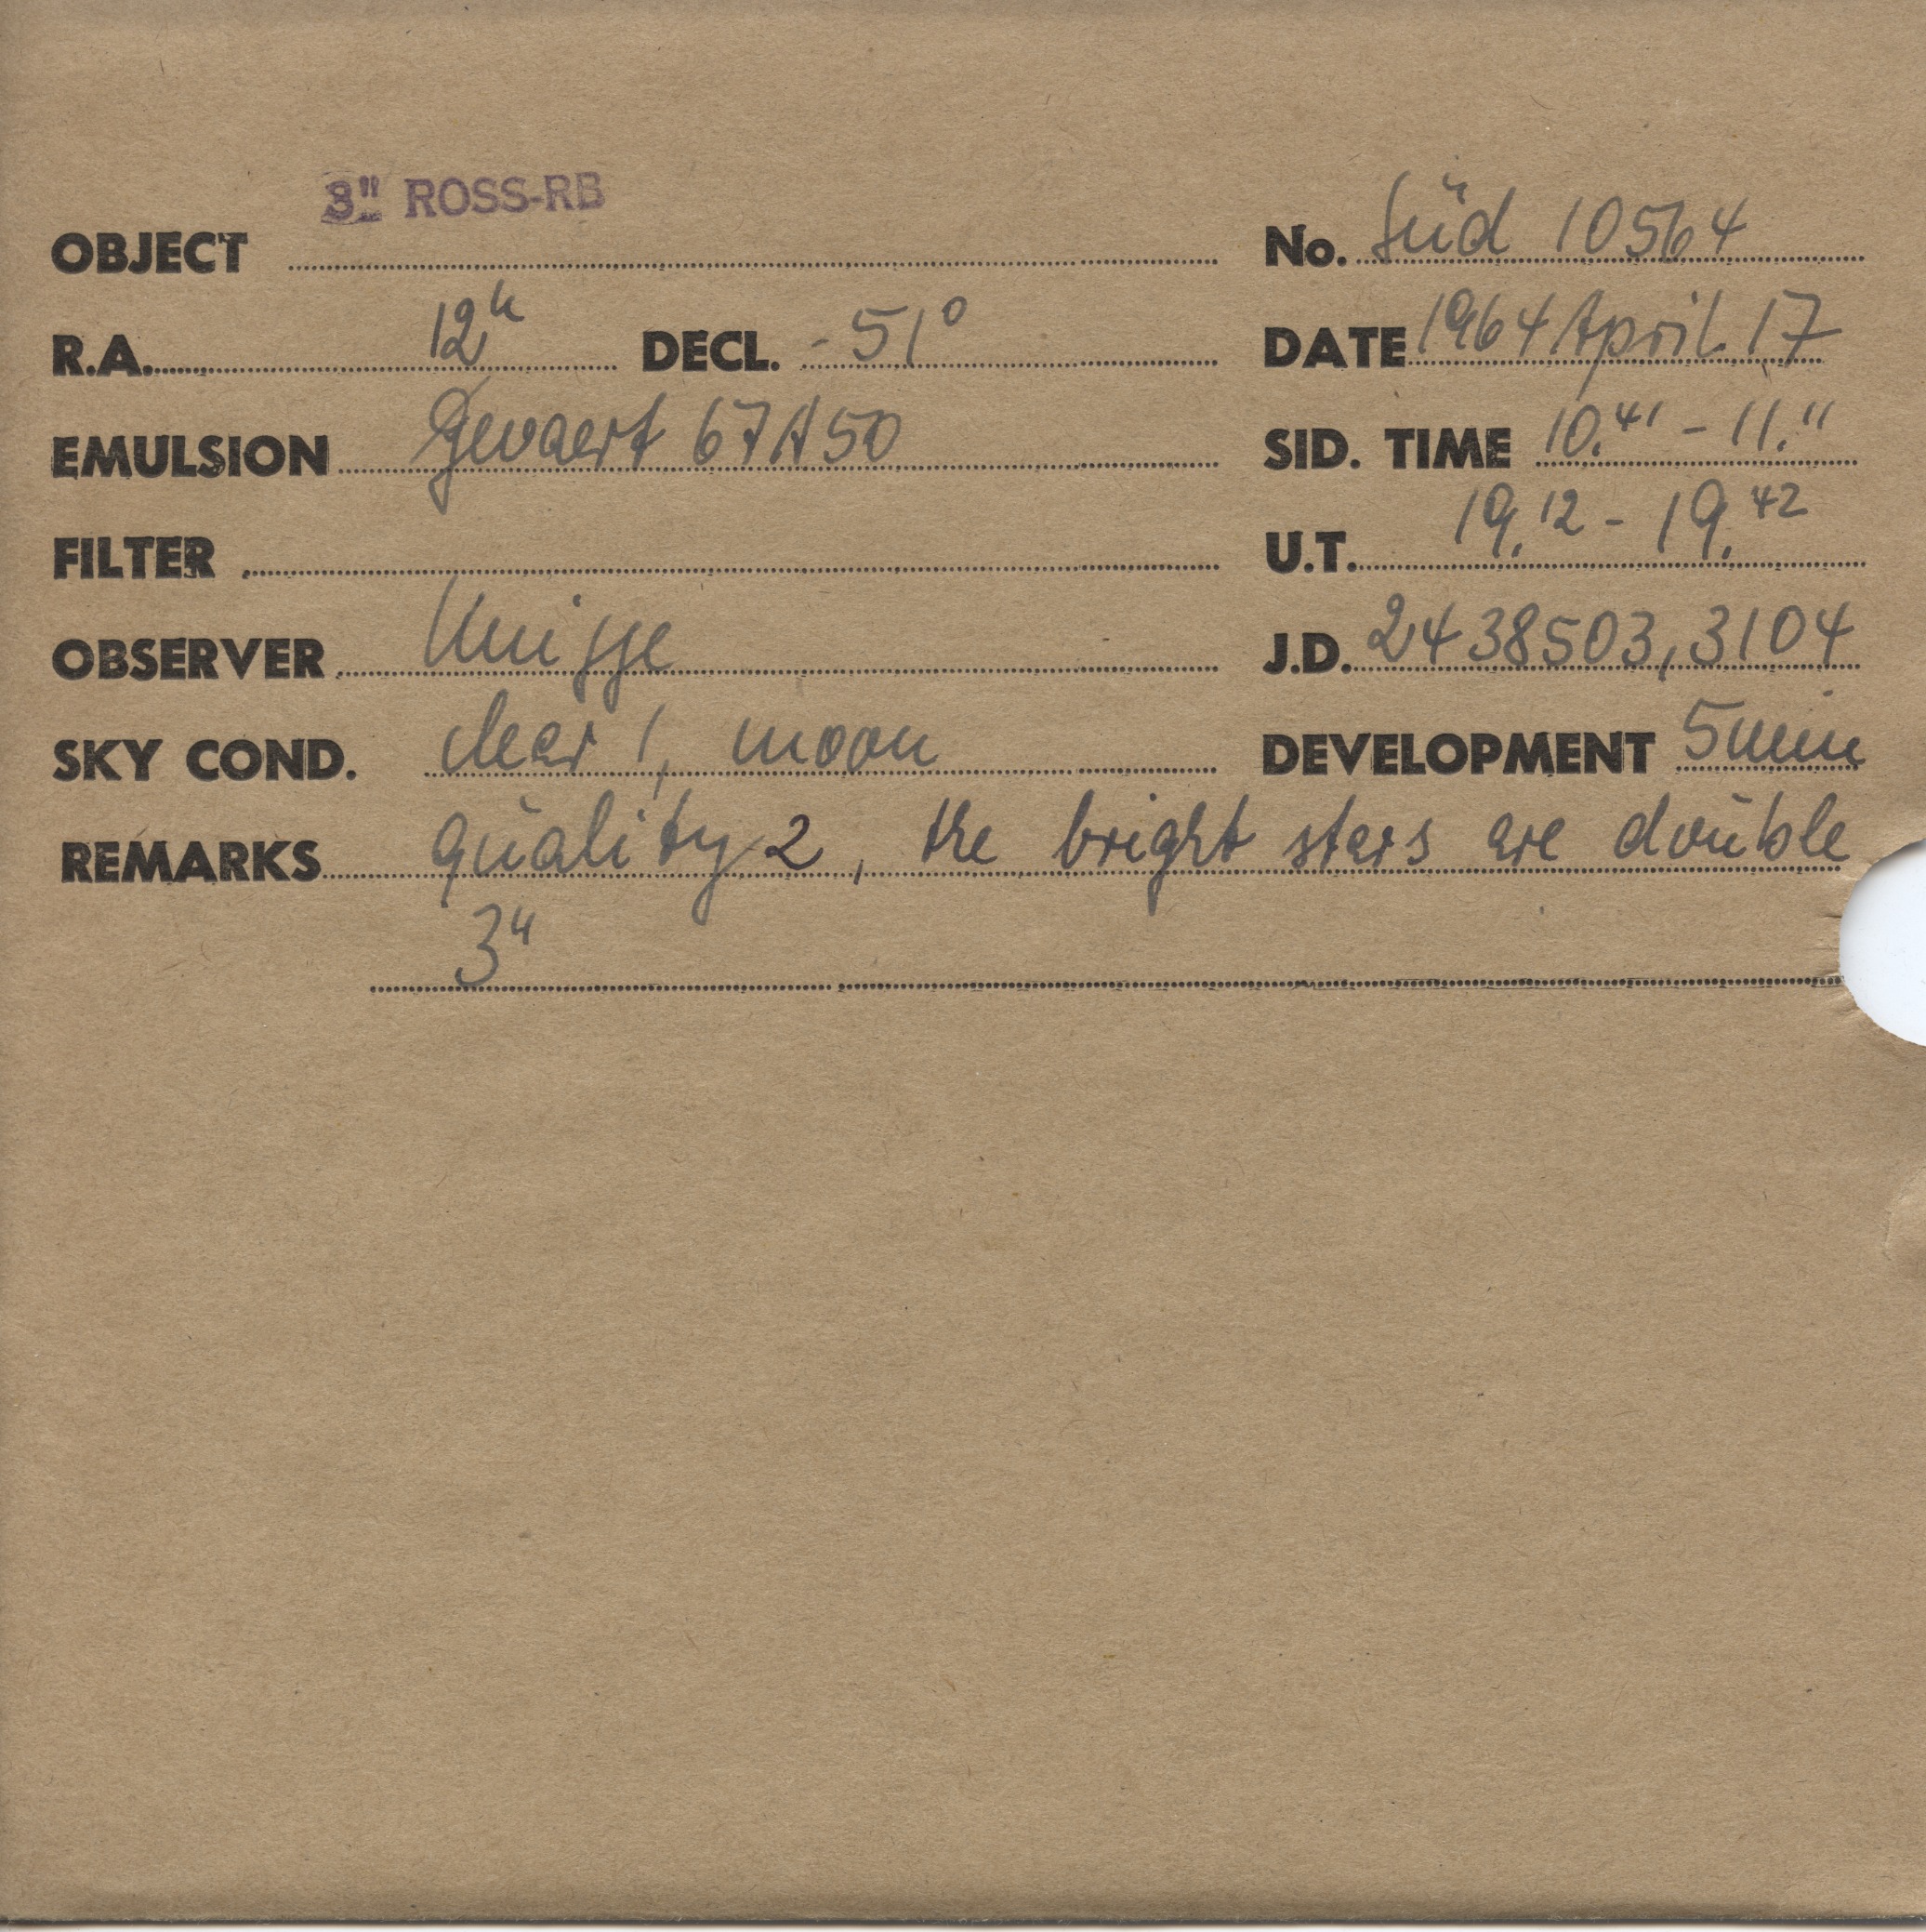 3" ROSS-RB
OBJECT No. Süd 10564
R.A. 12h DECL. -51° DATE 1964 April 17
EMULSION Gevaert 67A50 SID. TIME 10.41 - 11.11
FILTER U.T. 19.12 - 19.42
OBSERVER J.D. 2438503,3104
SKY COND. clear!, moon DEVELOPMENT 5min
REMARKS quality 2, the bright stars are double
3"